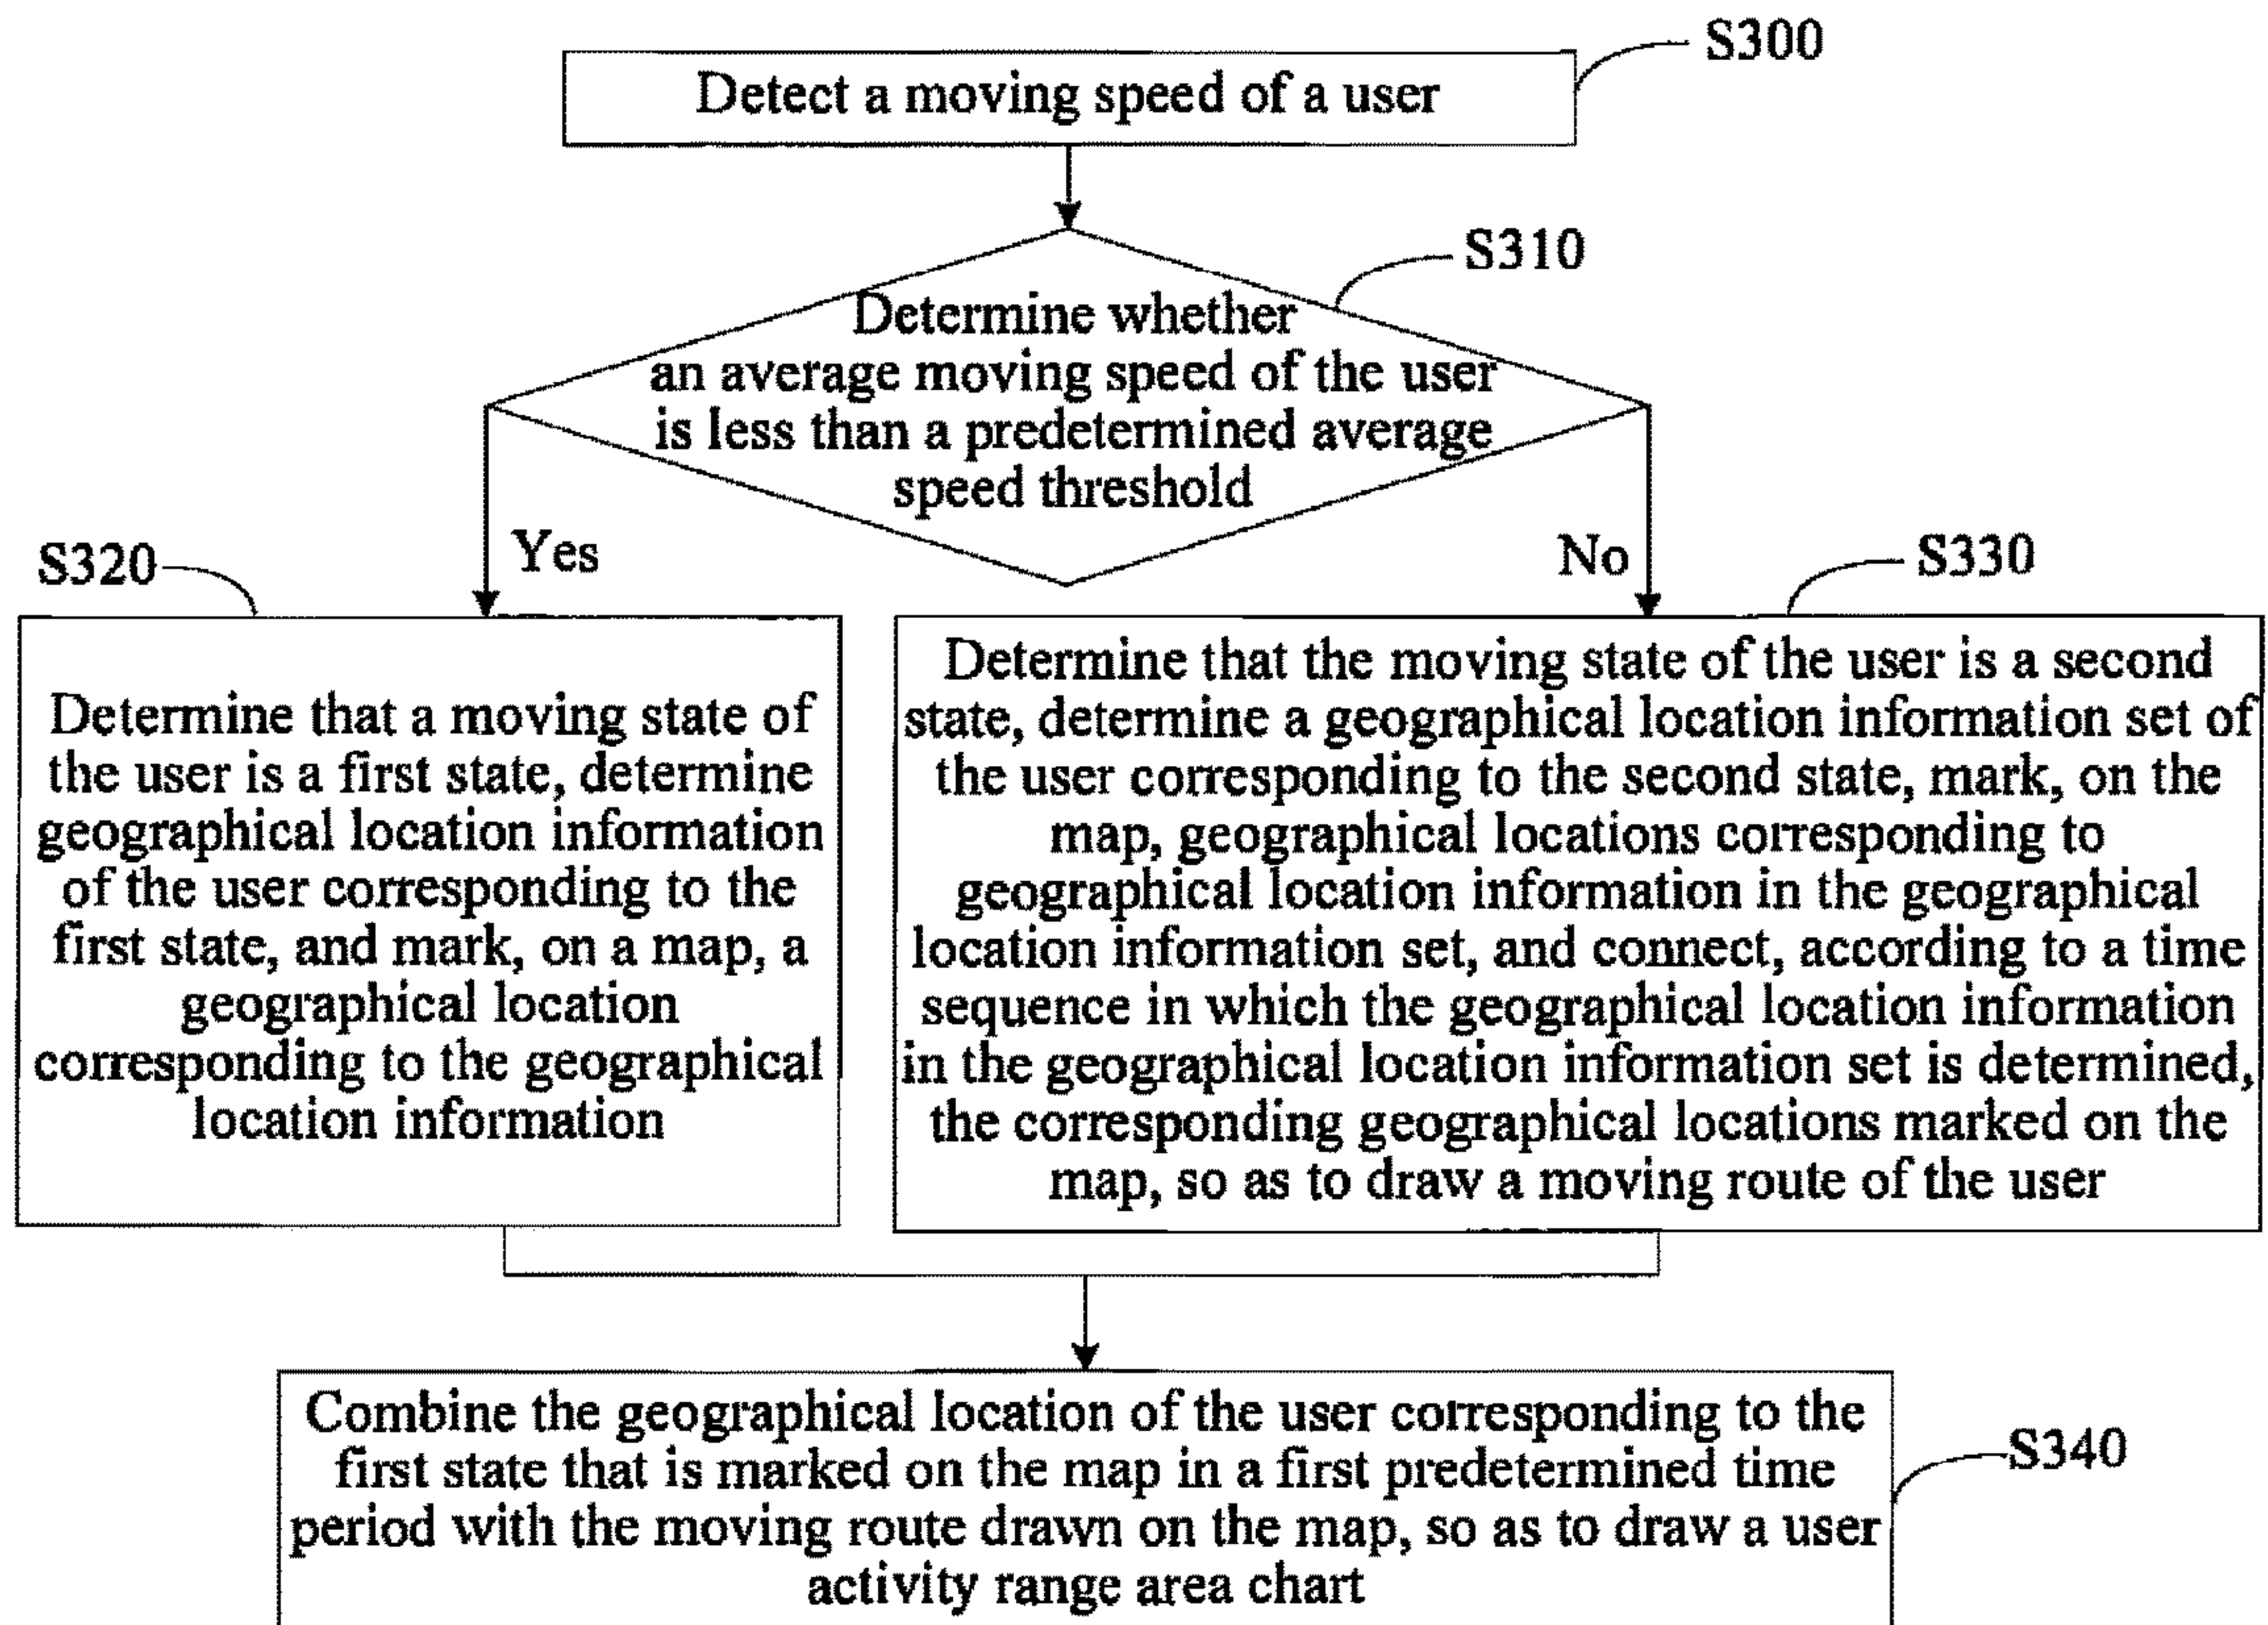 S300
Detect a moving speed of a user
S310
Determine whether
an average moving speed of the user
is less than a predetermined average
speed threshold
Yes
No
S320
Determine that a moving state of
the user is a first state, determine
geographical location information
of the user corresponding to the
first state, and mark, on a map, a
geographical location
corresponding to the geographical
location information
S330
Determine that the moving state of the user is a second
state, determine a geographical location information set of
the user corresponding to the second state, mark, on the
map, geographical locations corresponding to
geographical location information in the geographical
location information set, and connect, according to a time
sequence in which the geographical location information
in the geographical location information set is determined,
the corresponding geographical locations marked on the
map, so as to draw a moving route of the user
Combine the geographical location of the user corresponding to the
first state that is marked on the map in a first predetermined time
period with the moving route drawn on the map, so as to draw a user
activity range area chart
S340